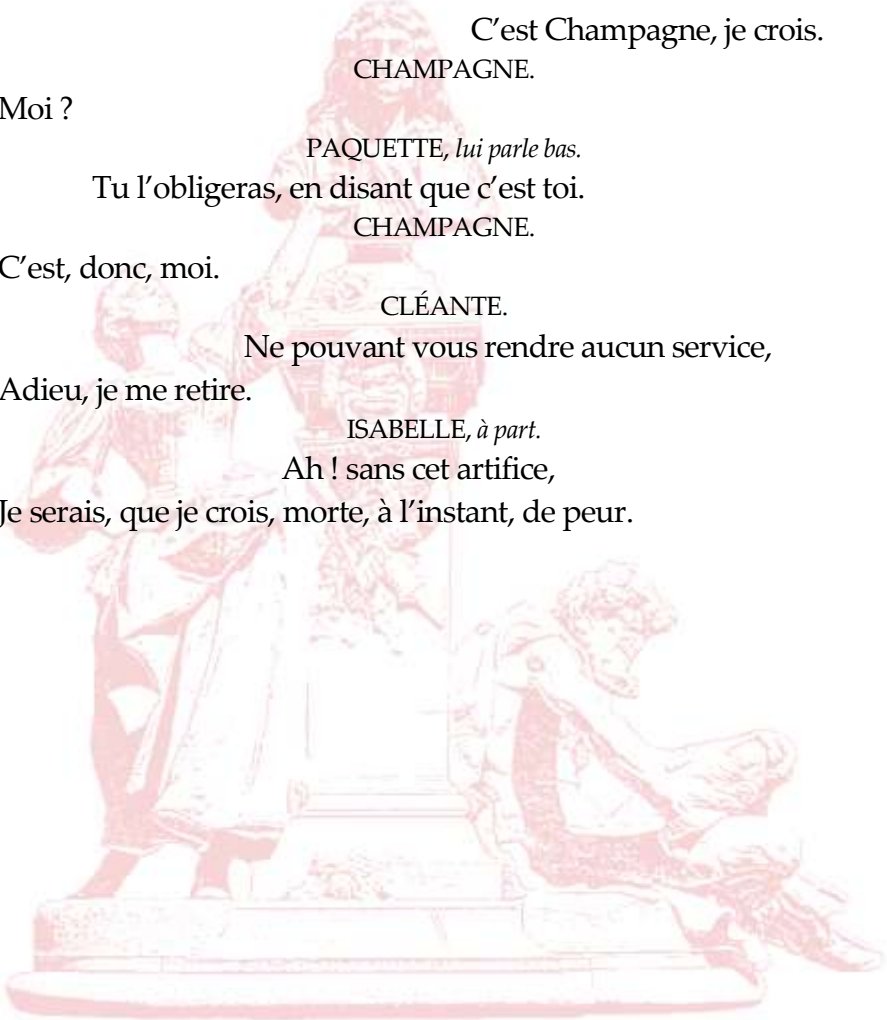 C’est Champagne, je crois.
CHAMPAGNE.
Moi ?
PAQUETTE, lui parle bas.
Tu l'obligeras, en disant que c’est toi.
CHAMPAGNE.
C’est, donc, moi.
CLÉANTE.
Ne pouvant vous rendre aucun service,
Adieu, je me retire.
ISABELLE, à part.
Ah ! sans cet artifice,
Je serais, que je crois, morte, à l’instant, de peur.